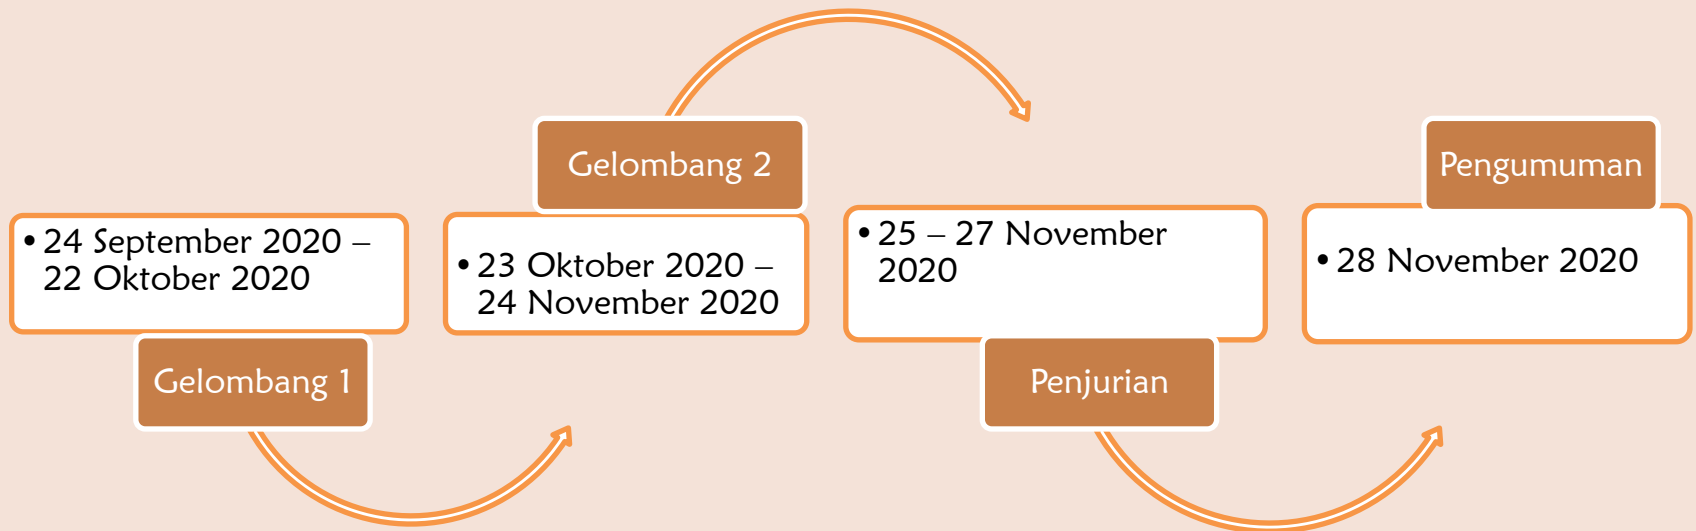 • 24 September 2020 –
22 Oktober 2020
Gelombang 1
Gelombang 2
• 23 Oktober 2020 –
24 November 2020
• 25 – 27 November
2020
Penjurian
Pengumuman
• 28 November 2020